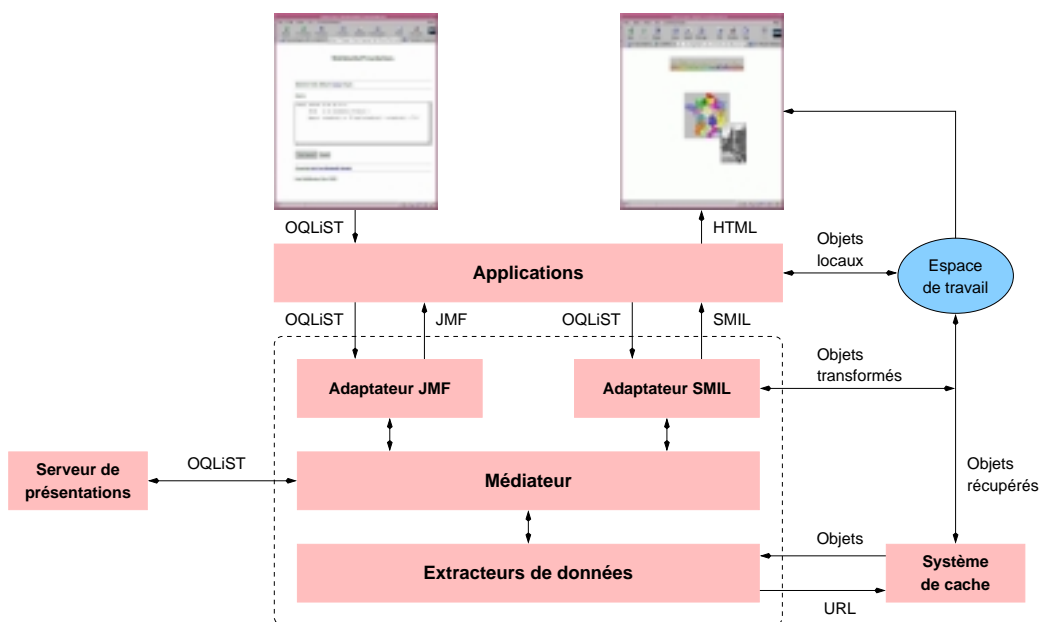 OQLiST
HTML
Applications
Objets
locaux
Espace
de travail
OQLiST
JMF
OQLiST
SMIL
Adaptateur JMF
Adaptateur SMIL
Objets
transformés
Serveur de
présentations
OQLiST
Médiateur
Objets
récupérés
Extracteurs de données
Objets
URL
Système
de cache